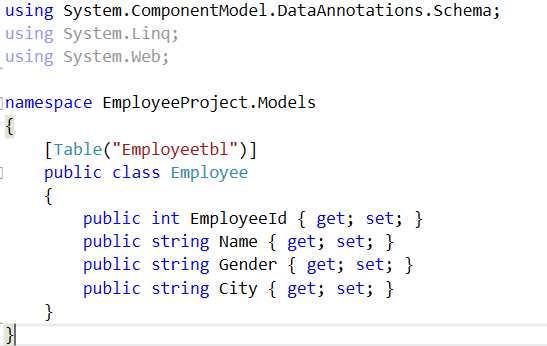 using System.ComponentModel.DataAnnotations.Schema;
using System.Linq;
using System.Web;
namespace EmployeeProject.Models
{
[Table("Employeetbl")]
public class Employee
{
public int EmployeeId { get; set; }
public string Name { get; set; }
public string Gender { get; set; }
public string City { get; set; }
}
}